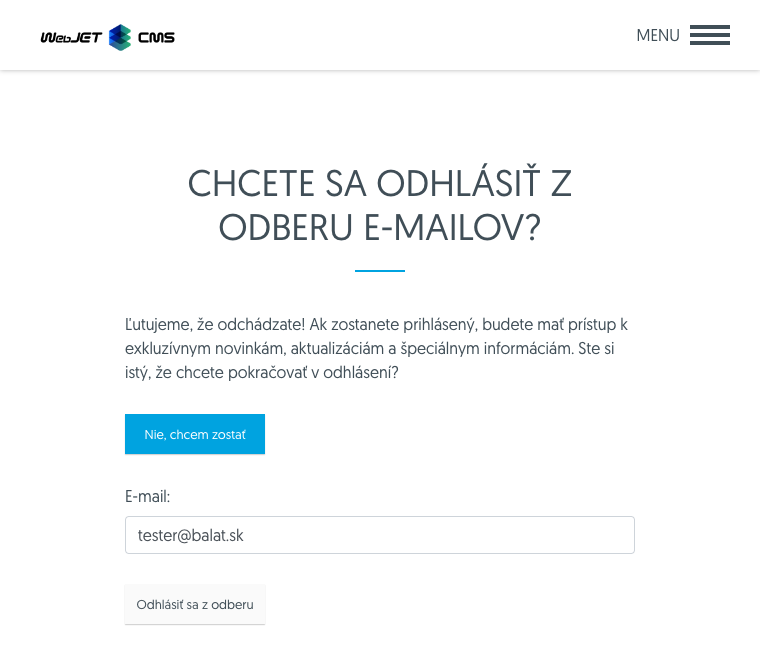 WebJET CMS
MENU
CHCETE SA ODHLÁSIŤ Z
ODBERU E-MAILOV?
Ľutujeme, že odchádzate! Ak zostanete prihlásený, budete mať prístup k
exkluzívnym novinkám, aktualizáciám a špeciálnym informáciám. Ste si
istý, že chcete pokračovať v odhlásení?
Nie, chcem zostať
E-mail:
tester@balat.sk
Odhlásiť sa z odberu